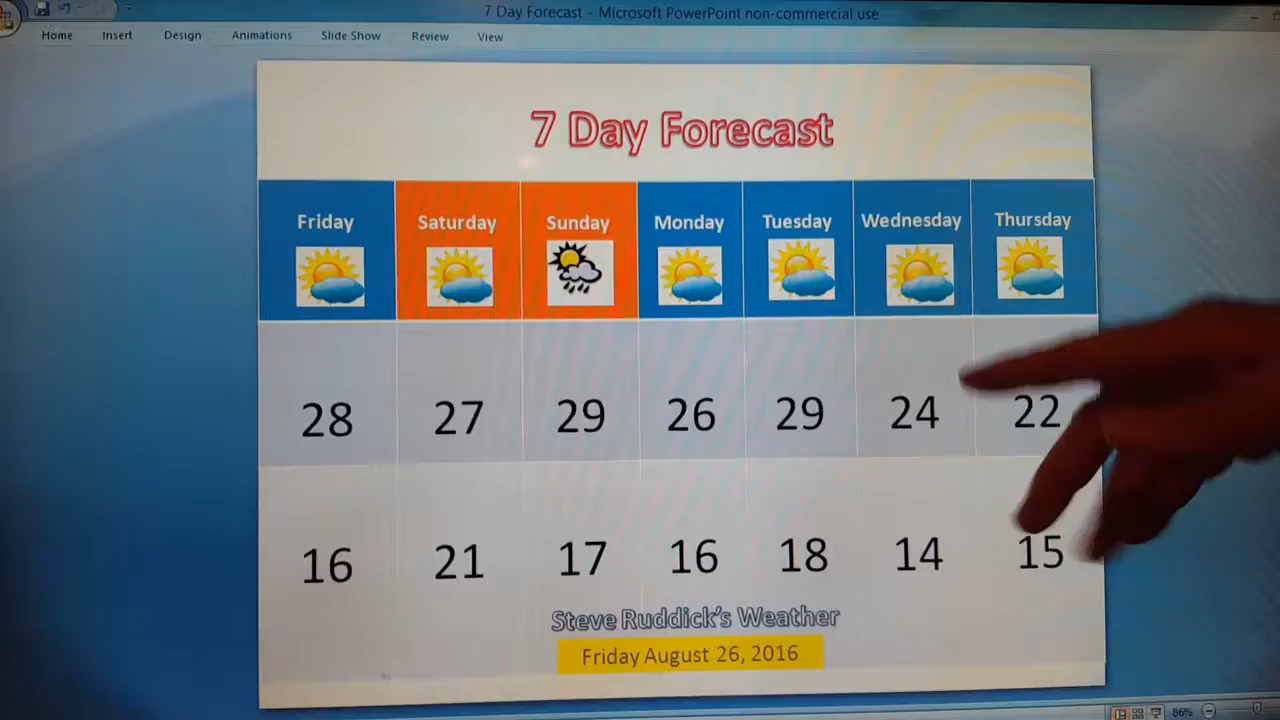 7 Day Forecast - Microsoft PowerPoint non-commercial use
Home Insert Design Animations Slide Show Review View
7 Day Forecast
Friday Saturday Sunday Monday Tuesday Wednesday Thursday
28 27 29 26 29 24 22
16 21 17 16 18 14 15
Steve Ruddick's Weather
Friday August 26, 2016
86%